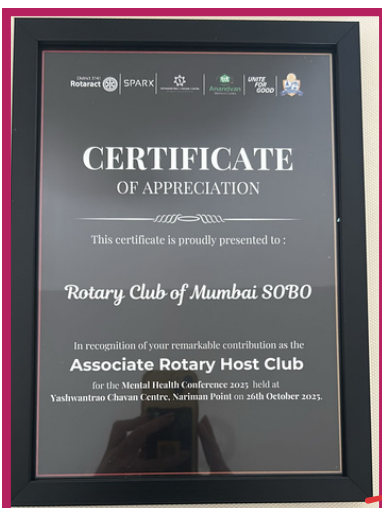 District 3141
Rotaract
SPARX
Anandvan
UNITE
FOR
GOOD
CERTIFICATE
OF APPRECIATION
This certificate is proudly presented to :
Rotary Club of Mumbai SOBO
In recognition of your remarkable contribution as the
Associate Rotary Host Club
for the Mental Health Conference 2025 held at
Yashwantrao Chavan Centre, Nariman Point on 26th October 2025.